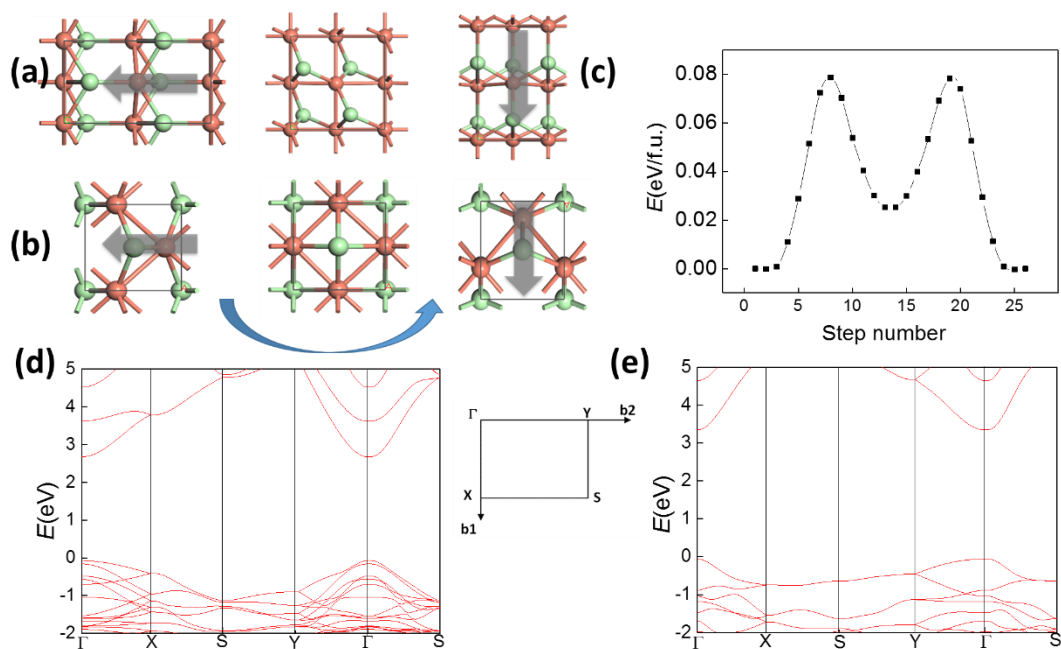 (a)
(b)
(c)
E(eV/f.u.)
0.08
0.06
0.04
0.02
0.00
0
5
10
15
20
25
Step number
(d)
E(eV)
5
4
3
2
1
0
-1
-2
Γ
X
S
Y
Γ
S
Γ
Y
b2
X
S
b1
(e)
E(eV)
5
4
3
2
1
0
-1
-2
Γ
X
S
Y
Γ
S